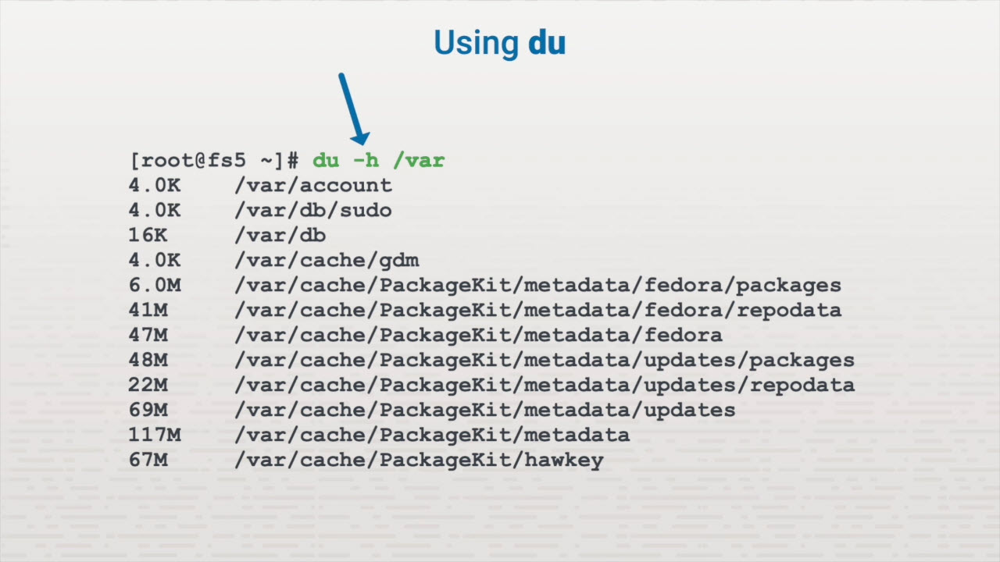 Using du
[root@fs5 ~]# du -h /var
4.0K /var/account
4.0K /var/db/sudo
16K /var/db
4.0K /var/cache/gdm
6.0M /var/cache/PackageKit/metadata/fedora/packages
41M /var/cache/PackageKit/metadata/fedora/repodata
47M /var/cache/PackageKit/metadata/fedora
48M /var/cache/PackageKit/metadata/updates/packages
22M /var/cache/PackageKit/metadata/updates/repodata
69M /var/cache/PackageKit/metadata/updates
117M /var/cache/PackageKit/metadata
67M /var/cache/PackageKit/hawkey